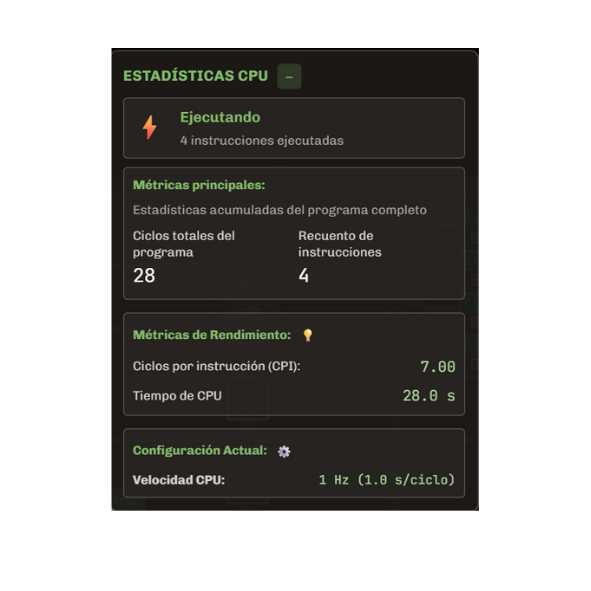 ESTADÍSTICAS CPU –
Ejecutando
4 instrucciones ejecutadas
Métricas principales:
Estadísticas acumuladas del programa completo
Ciclos totales del programa
28
Recuento de instrucciones
4
Métricas de Rendimiento:
Ciclos por instrucción (CPI): 7.00
Tiempo de CPU 28.0 s
Configuración Actual:
Velocidad CPU: 1 Hz (1.0 s/ciclo)